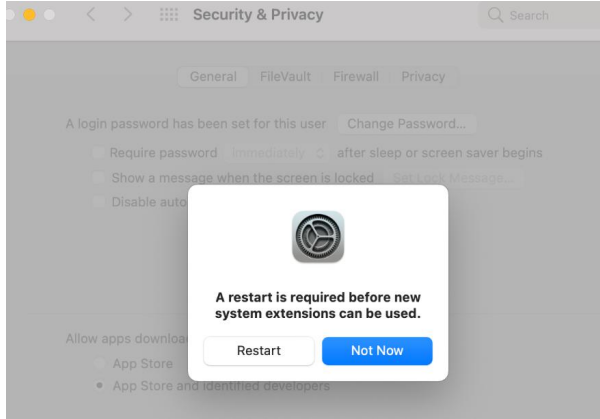 Security & Privacy
Search
General FileVault Firewall Privacy
A login password has been set for this user Change Password...
Require password immediately after sleep or screen saver begins
Show a message when the screen is locked Set Lock Message...
Disable auto
A restart is required before new
system extensions can be used.
Restart Not Now
Allow apps downloa
App Store
App Store and identified developers